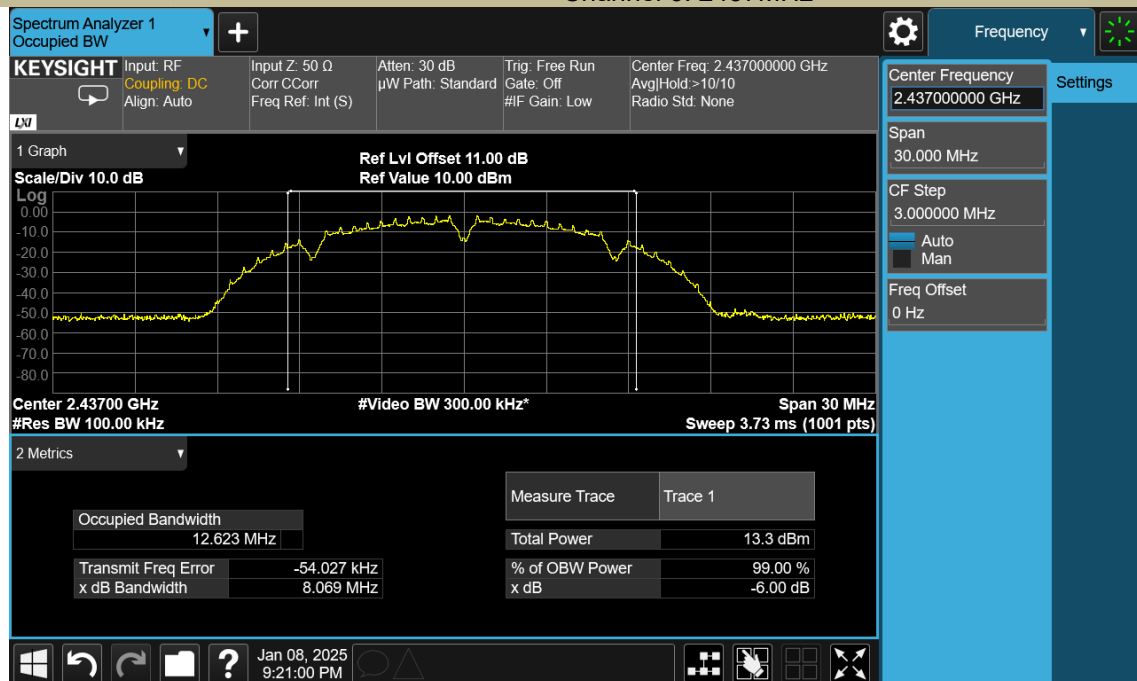 Channel 6: 2437MHz
Spectrum Analyzer 1
Occupied BW
+
Frequency
KEYSIGHT
Input: RF
Coupling: DC
Align: Auto
Input Z: 50 Ω
Corr CCorr
Freq Ref: Int (S)
Atten: 30 dB
µW Path: Standard
Trig: Free Run
Gate: Off
#IF Gain: Low
Center Freq: 2.437000000 GHz
Avg|Hold:>10/10
Radio Std: None
LXI
Center Frequency
2.437000000 GHz
Settings
Span
30.000 MHz
CF Step
3.000000 MHz
Auto
Man
Freq Offset
0 Hz
1 Graph
Scale/Div 10.0 dB
Ref Lvl Offset 11.00 dB
Ref Value 10.00 dBm
Log
0.00
-10.0
-20.0
-30.0
-40.0
-50.0
-60.0
-70.0
-80.0
Center 2.43700 GHz
#Video BW 300.00 kHz*
Span 30 MHz
#Res BW 100.00 kHz
Sweep 3.73 ms (1001 pts)
2 Metrics
Measure Trace
Trace 1
Occupied Bandwidth
12.623 MHz
Total Power
13.3 dBm
Transmit Freq Error
-54.027 kHz
% of OBW Power
99.00 %
x dB Bandwidth
8.069 MHz
x dB
-6.00 dB
?
Jan 08, 2025
9:21:00 PM